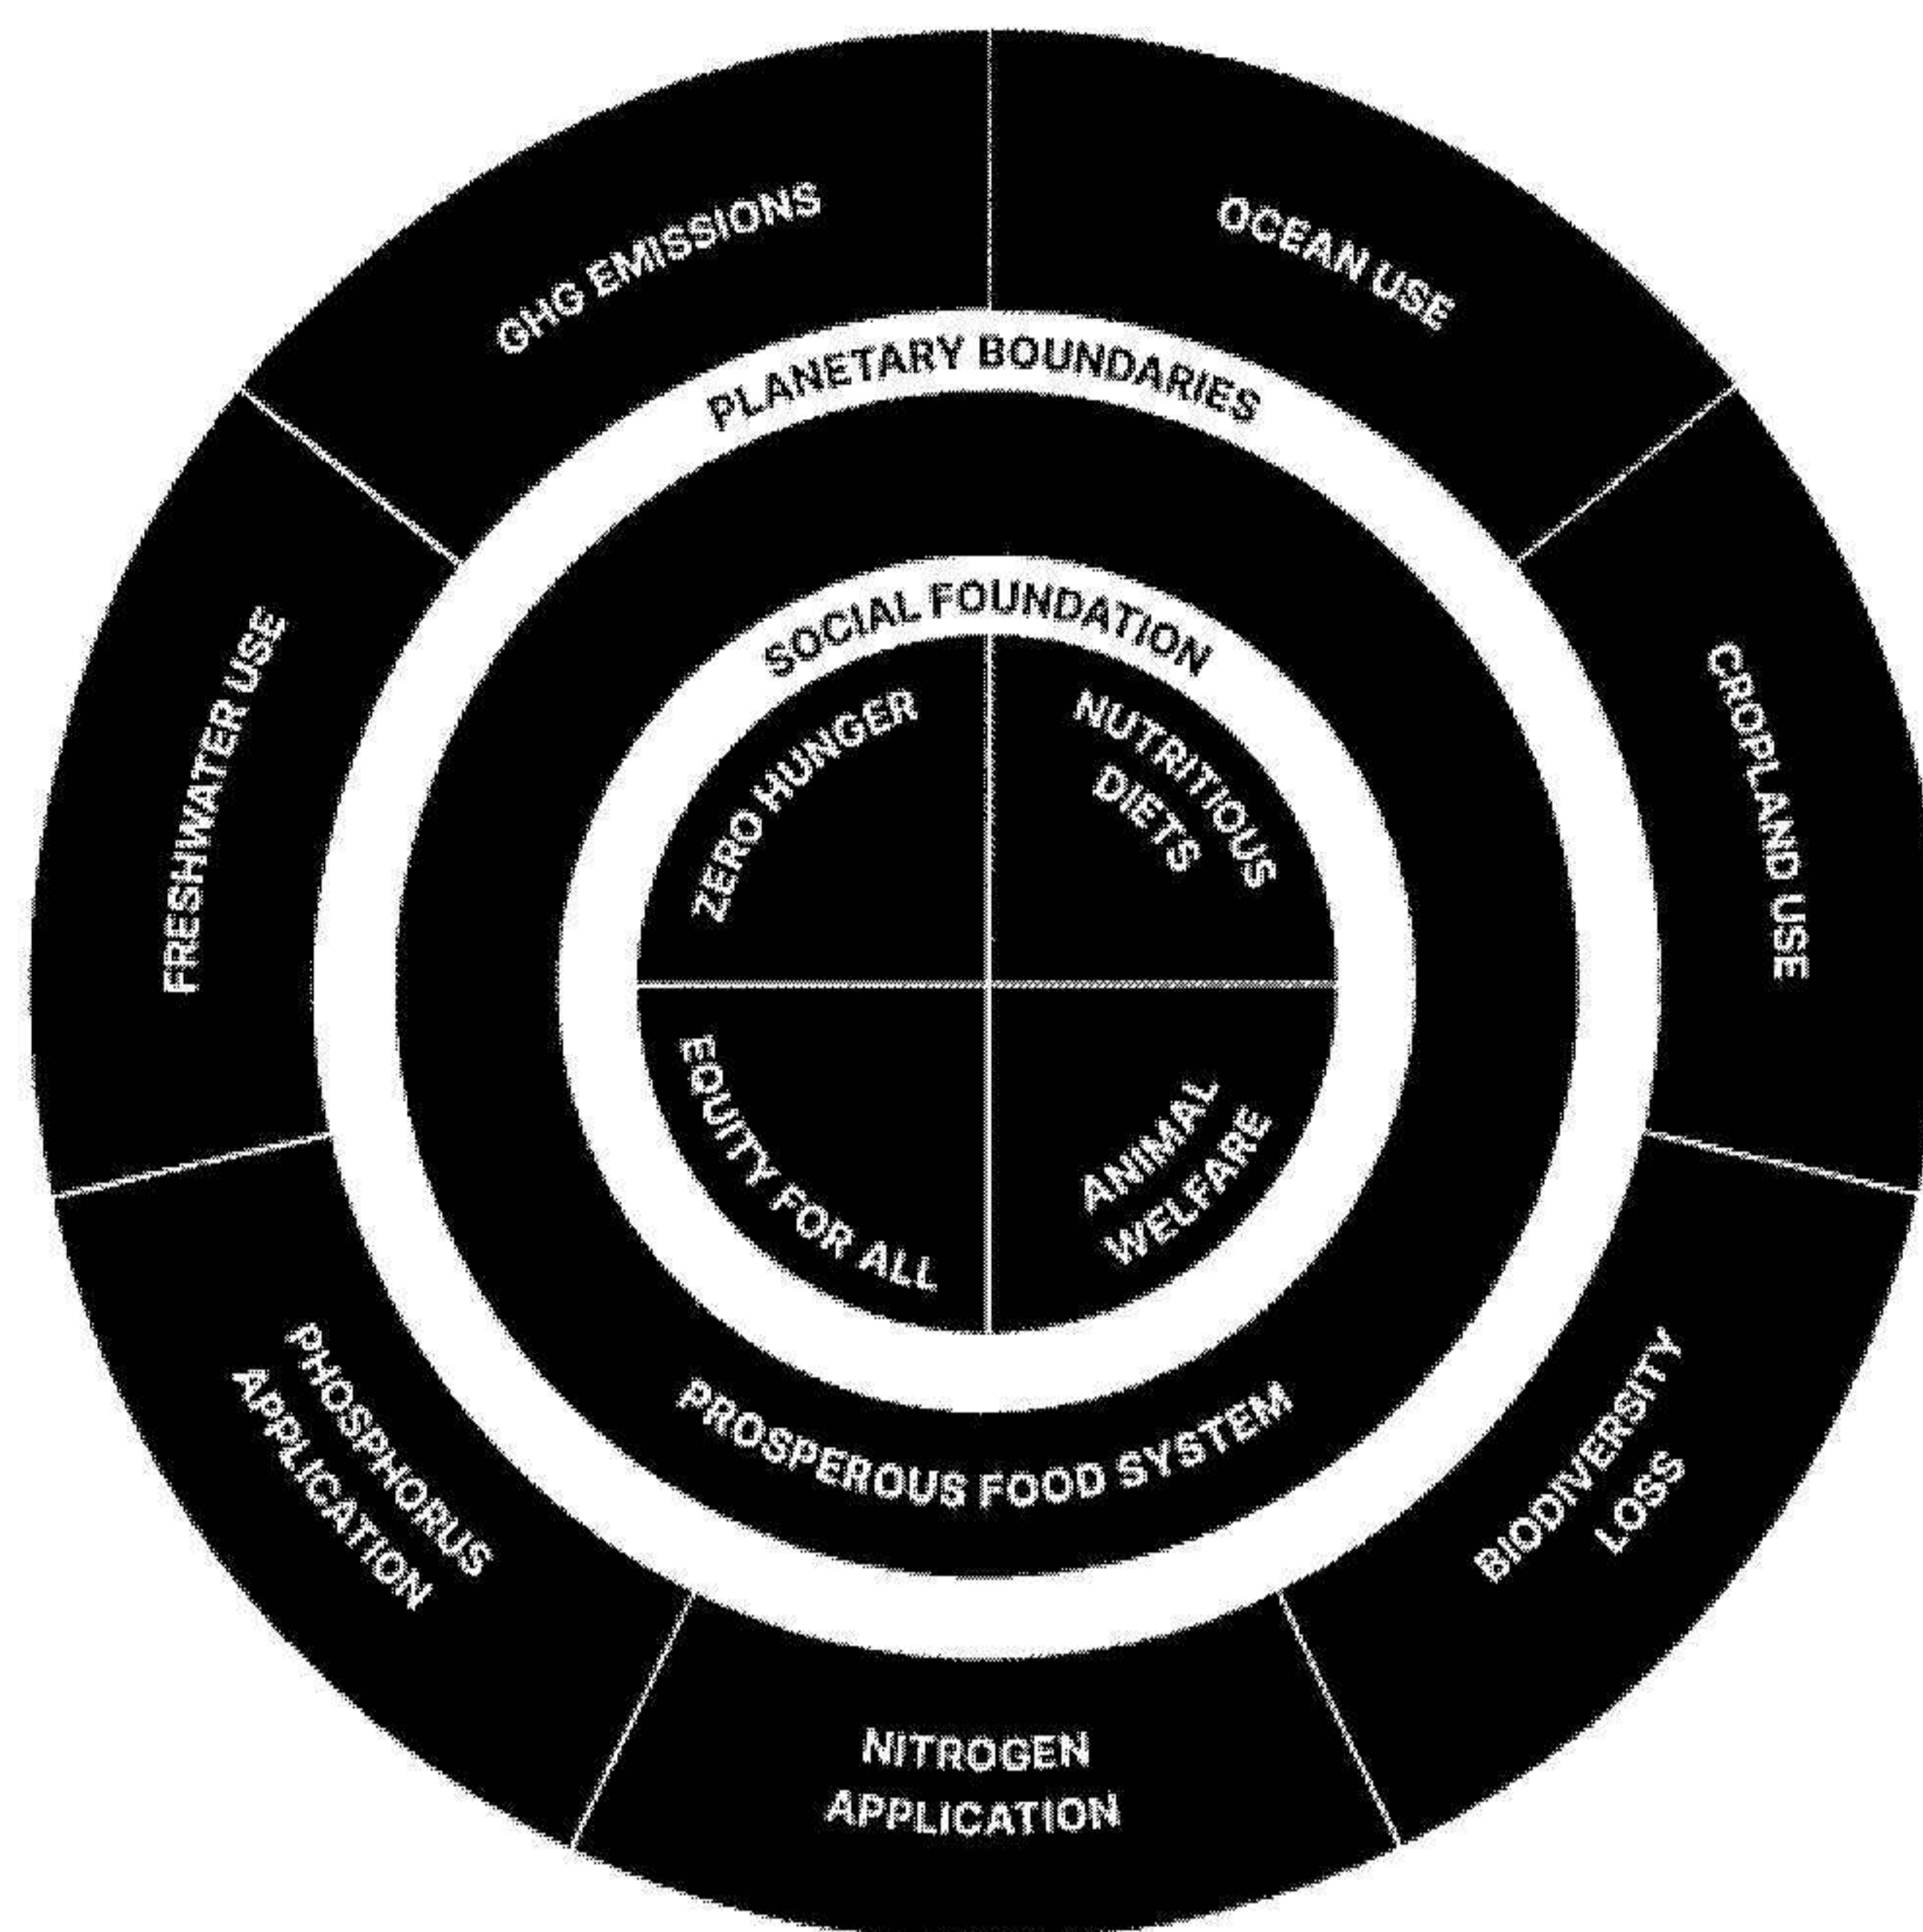 GHG EMISSIONS
OCEAN USE
PLANETARY BOUNDARIES
FRESHWATER USE
CROPLAND USE
SOCIAL FOUNDATION
ZERO HUNGER
NUTRITIOUS
DIETS
EQUITY FOR ALL
ANIMAL
WELFARE
PROSPEROUS FOOD SYSTEM
PHOSPHORUS
APPLICATION
BIODIVERSITY
LOSS
NITROGEN
APPLICATION